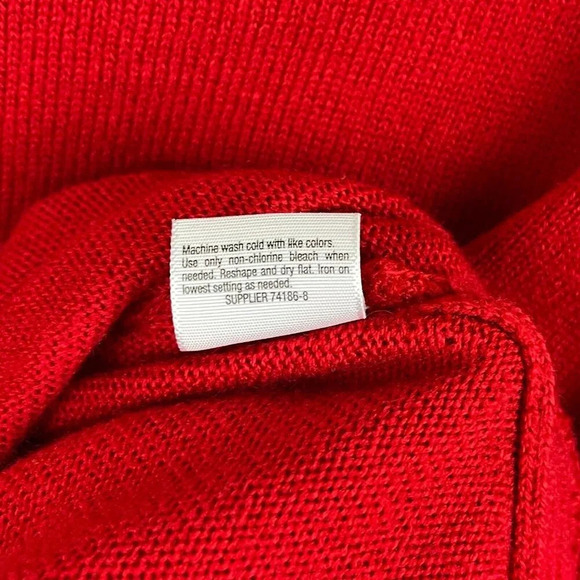 Machine wash cold with like colors.
Use only non-chlorine bleach when
needed. Reshape and dry flat. Iron on
lowest setting as needed.
SUPPLIER 74186-8